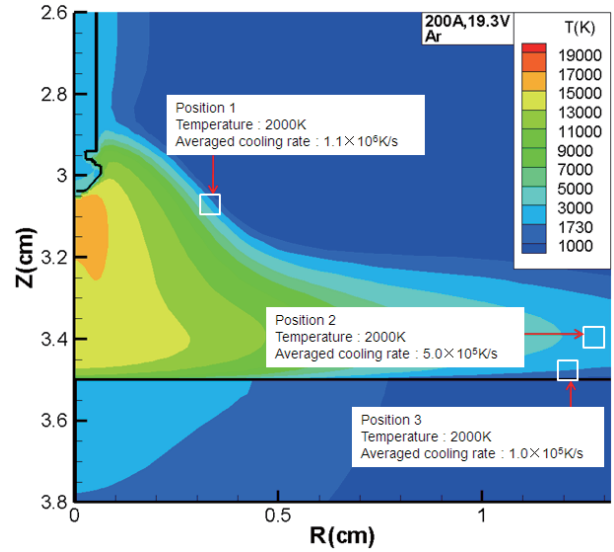 200A,19.3V
Ar
T(K)
19000
17000
15000
13000
11000
9000
7000
5000
3000
1730
1000
Position 1
Temperature : 2000K
Averaged cooling rate : 1.1×10⁶K/s
Position 2
Temperature : 2000K
Averaged cooling rate : 5.0×10⁵K/s
Position 3
Temperature : 2000K
Averaged cooling rate : 1.0×10⁵K/s
Z(cm)
2.6
2.8
3
3.2
3.4
3.6
3.8
0
0.5
1
R(cm)